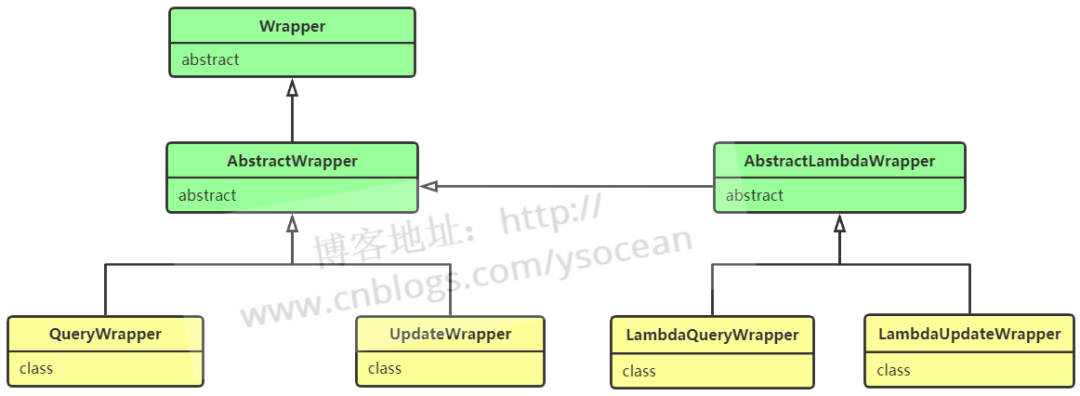 Wrapper
abstract
AbstractWrapper
abstract
AbstractLambdaWrapper
abstract
博客地址：http://
www.cnblogs.com/ysocean
QueryWrapper
class
UpdateWrapper
class
LambdaQueryWrapper
class
LambdaUpdateWrapper
class